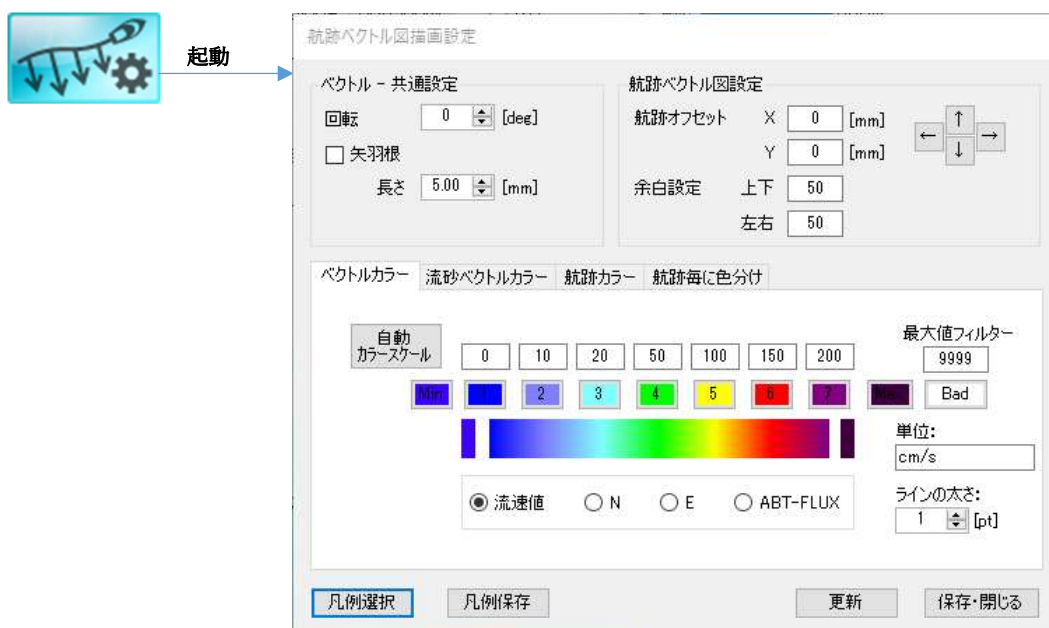 起動
航跡ベクトル図描画設定
ベクトル - 共通設定
回転 0 [deg]
矢羽根
長さ 5.00 [mm]
航跡ベクトル図設定
航跡オフセット X 0 [mm]
Y 0 [mm]
← ↑ ↓ →
余白設定 上下 50
左右 50
ベクトルカラー 流砂ベクトルカラー 航跡カラー 航跡毎に色分け
自動
カラースケール
0 10 20 50 100 150 200
最大値フィルター
9999
Min 1 2 3 4 5 6 7 Bad
単位:
cm/s
流速値 N E ABT-FLUX
ラインの太さ:
1 [pt]
凡例選択 凡例保存 更新 保存・閉じる